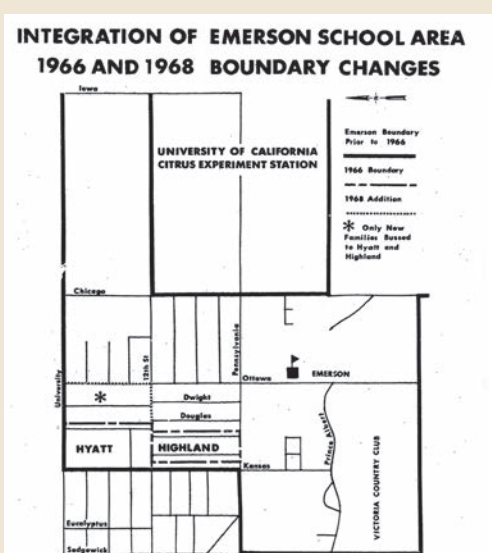 INTEGRATION OF EMERSON SCHOOL AREA
1966 AND 1968 BOUNDARY CHANGES
Iowa
UNIVERSITY OF CALIFORNIA
CITRUS EXPERIMENT STATION
Emerson Boundary
Prior to 1966
1966 Boundary
1968 Addition
* Only New
Families Bussed
to Hyatt and
Highland
Chicago
University
12th St
Pennsylvania
Ottawa
EMERSON
*
Dwight
Douglas
HYATT
HIGHLAND
Kansas
Prince Albert
VICTORIA COUNTRY CLUB
Eucalyptus
Sedgewick